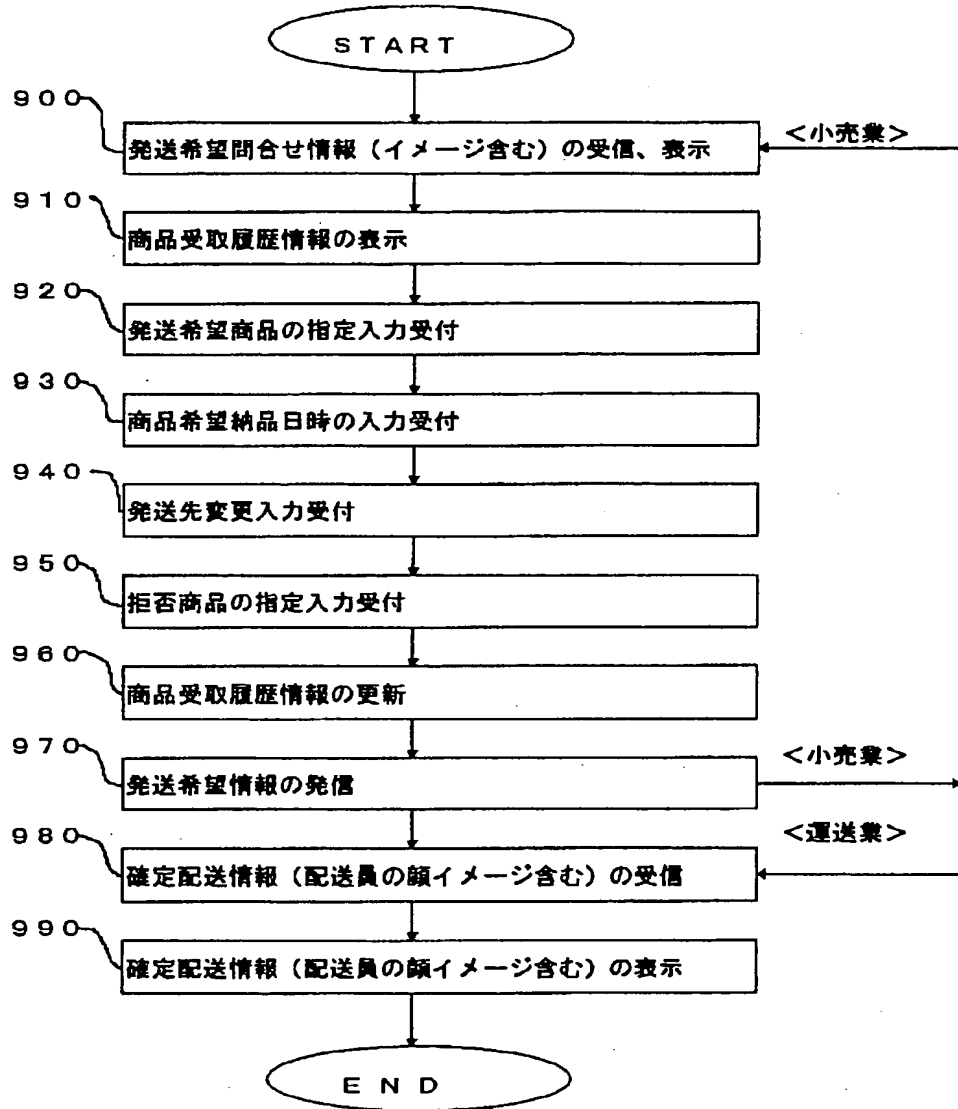 ＳＴＡＲＴ
９００
＜小売業＞
発送希望問合せ情報（イメージ含む）の受信、表示
９１０
商品受取履歴情報の表示
９２０
発送希望商品の指定入力受付
９３０
商品希望納品日時の入力受付
９４０
発送先変更入力受付
９５０
拒否商品の指定入力受付
９６０
商品受取履歴情報の更新
９７０
＜小売業＞
発送希望情報の発信
９８０
＜運送業＞
確定配送情報（配送員の顔イメージ含む）の受信
９９０
確定配送情報（配送員の顔イメージ含む）の表示
ＥＮＤ